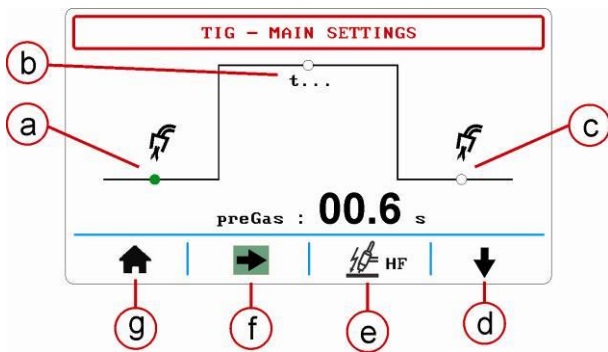 TIG – MAIN SETTINGS
b
t...
a
c
preGas : 00.6 s
HF
g
f
e
d